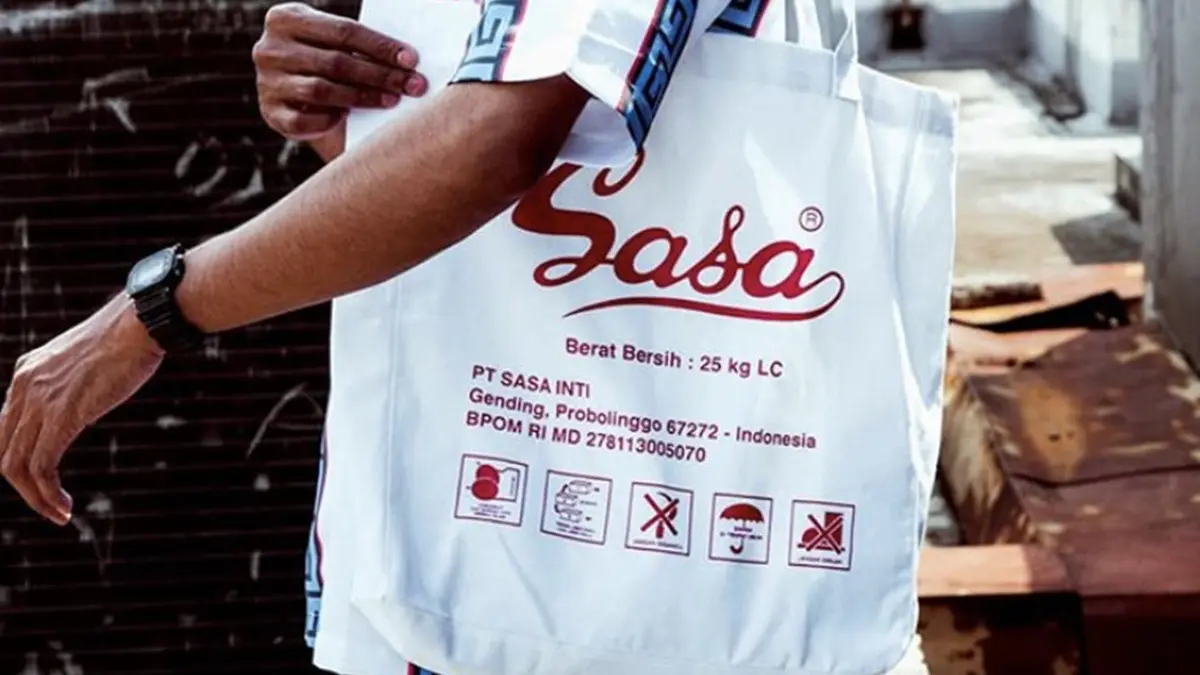 Sasa ®
Berat Bersih : 25 kg LC
PT SASA INTI
Gending, Probolinggo 67272 - Indonesia
BPOM RI MD 278113005070